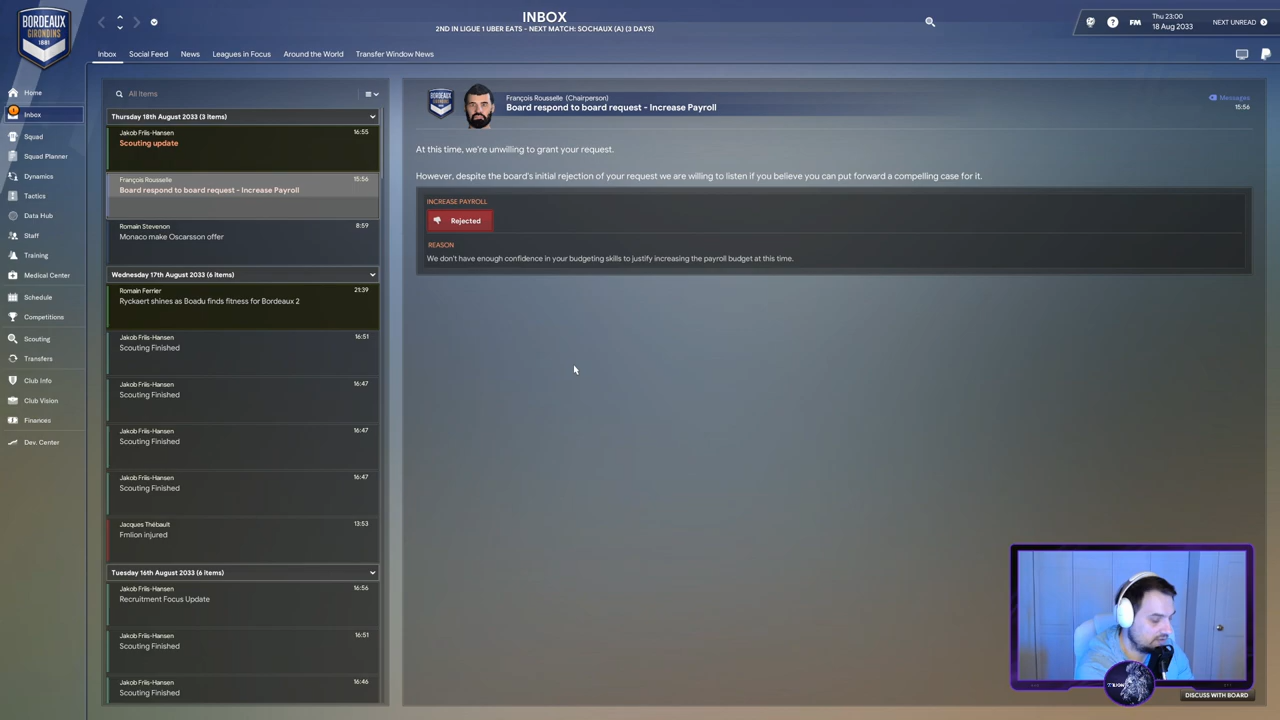 BORDEAUX
GIRONDINS
1881
INBOX
2ND IN LIGUE 1 UBER EATS - NEXT MATCH: SOCHAUX (A) (3 DAYS)
FM
Thu 23:00
18 Aug 2033
NEXT UNREAD
Inbox
Social Feed
News
Leagues in Focus
Around the World
Transfer Window News
Home
Inbox
Squad
Squad Planner
Dynamics
Tactics
Data Hub
Staff
Training
Medical Center
Schedule
Competitions
Scouting
Transfers
Club Info
Club Vision
Finances
Dev. Center
All Items
Thursday 18th August 2033 (3 items)
Jakob Friis-Hansen 16:55
Scouting update
François Rousselle 15:56
Board respond to board request - Increase Payroll
Romain Stevenon 8:59
Monaco make Oscarsson offer
Wednesday 17th August 2033 (6 items)
Romain Ferrier 21:39
Ryckaert shines as Boadu finds fitness for Bordeaux 2
Jakob Friis-Hansen 16:51
Scouting Finished
Jakob Friis-Hansen 16:47
Scouting Finished
Jakob Friis-Hansen 16:47
Scouting Finished
Jakob Friis-Hansen 16:47
Scouting Finished
Jacques Thébault 13:53
Fmilion injured
Tuesday 16th August 2033 (6 items)
Jakob Friis-Hansen 16:56
Recruitment Focus Update
Jakob Friis-Hansen 16:51
Scouting Finished
Jakob Friis-Hansen 16:46
Scouting Finished
François Rousselle (Chairperson)
Board respond to board request - Increase Payroll
Messages
15:56
At this time, we're unwilling to grant your request.
However, despite the board's initial rejection of your request we are willing to listen if you believe you can put forward a compelling case for it.
INCREASE PAYROLL
Rejected
REASON
We don't have enough confidence in your budgeting skills to justify increasing the payroll budget at this time.
DISCUSS WITH BOARD